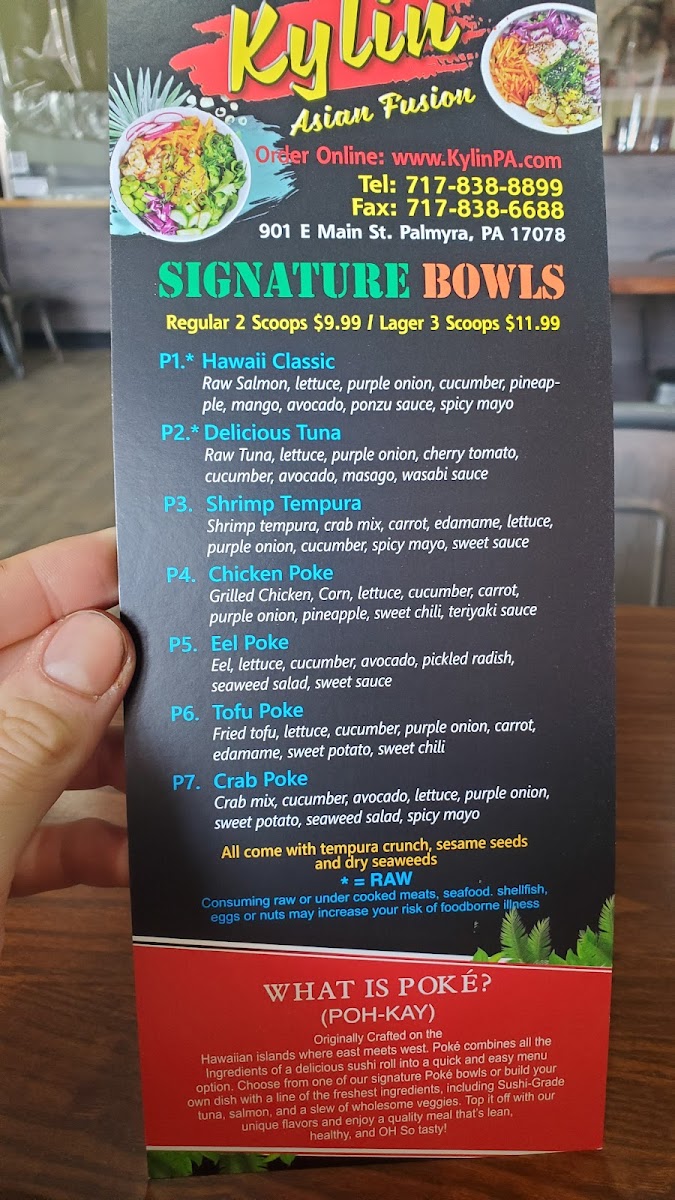 Kylin
Asian Fusion
Order Online: www.KylinPA.com
Tel: 717-838-8899
Fax: 717-838-6688
901 E Main St. Palmyra, PA 17078
SIGNATURE BOWLS
Regular 2 Scoops $9.99 / Lager 3 Scoops $11.99
P1.* Hawaii Classic
Raw Salmon, lettuce, purple onion, cucumber, pineap-
ple, mango, avocado, ponzu sauce, spicy mayo
P2.* Delicious Tuna
Raw Tuna, lettuce, purple onion, cherry tomato,
cucumber, avocado, masago, wasabi sauce
P3. Shrimp Tempura
Shrimp tempura, crab mix, carrot, edamame, lettuce,
purple onion, cucumber, spicy mayo, sweet sauce
P4. Chicken Poke
Grilled Chicken, Corn, lettuce, cucumber, carrot,
purple onion, pineapple, sweet chili, teriyaki sauce
P5. Eel Poke
Eel, lettuce, cucumber, avocado, pickled radish,
seaweed salad, sweet sauce
P6. Tofu Poke
Fried tofu, lettuce, cucumber, purple onion, carrot,
edamame, sweet potato, sweet chili
P7. Crab Poke
Crab mix, cucumber, avocado, lettuce, purple onion,
sweet potato, seaweed salad, spicy mayo
All come with tempura crunch, sesame seeds
and dry seaweeds
* = RAW
Consuming raw or under cooked meats, seafood. shellfish,
eggs or nuts may increase your risk of foodborne illness
WHAT IS POKÉ?
(POH-KAY)
Originally Crafted on the
Hawaiian islands where east meets west. Poké combines all the
Ingredients of a delicious sushi roll into a quick and easy menu
option. Choose from one of our signature Poké bowls or build your
own dish with a line of the freshest ingredients, including Sushi-Grade
tuna, salmon, and a slew of wholesome veggies. Top it off with our
unique flavors and enjoy a quality meal that's lean,
healthy, and OH So tasty!